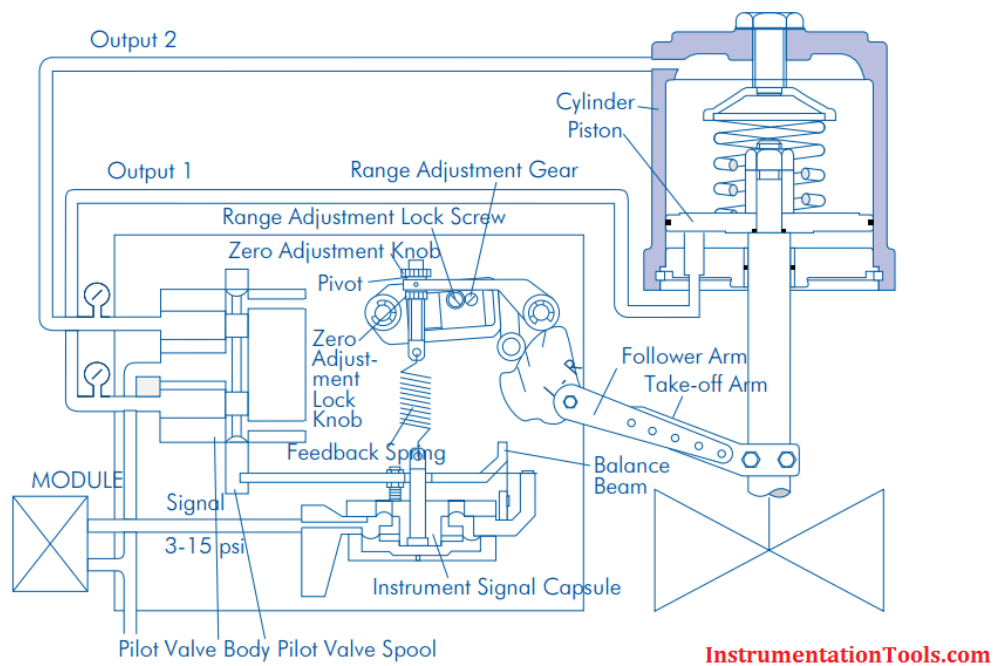 Output 2
Cylinder
Piston
Output 1
Range Adjustment Gear
Range Adjustment Lock Screw
Zero Adjustment Knob
Pivot
Zero
Adjust-
ment
Lock
Knob
Follower Arm
Take-off Arm
Feedback Spring
Balance
Beam
MODULE
Signal
3-15 psi
Instrument Signal Capsule
Pilot Valve Body
Pilot Valve Spool
InstrumentationTools.com